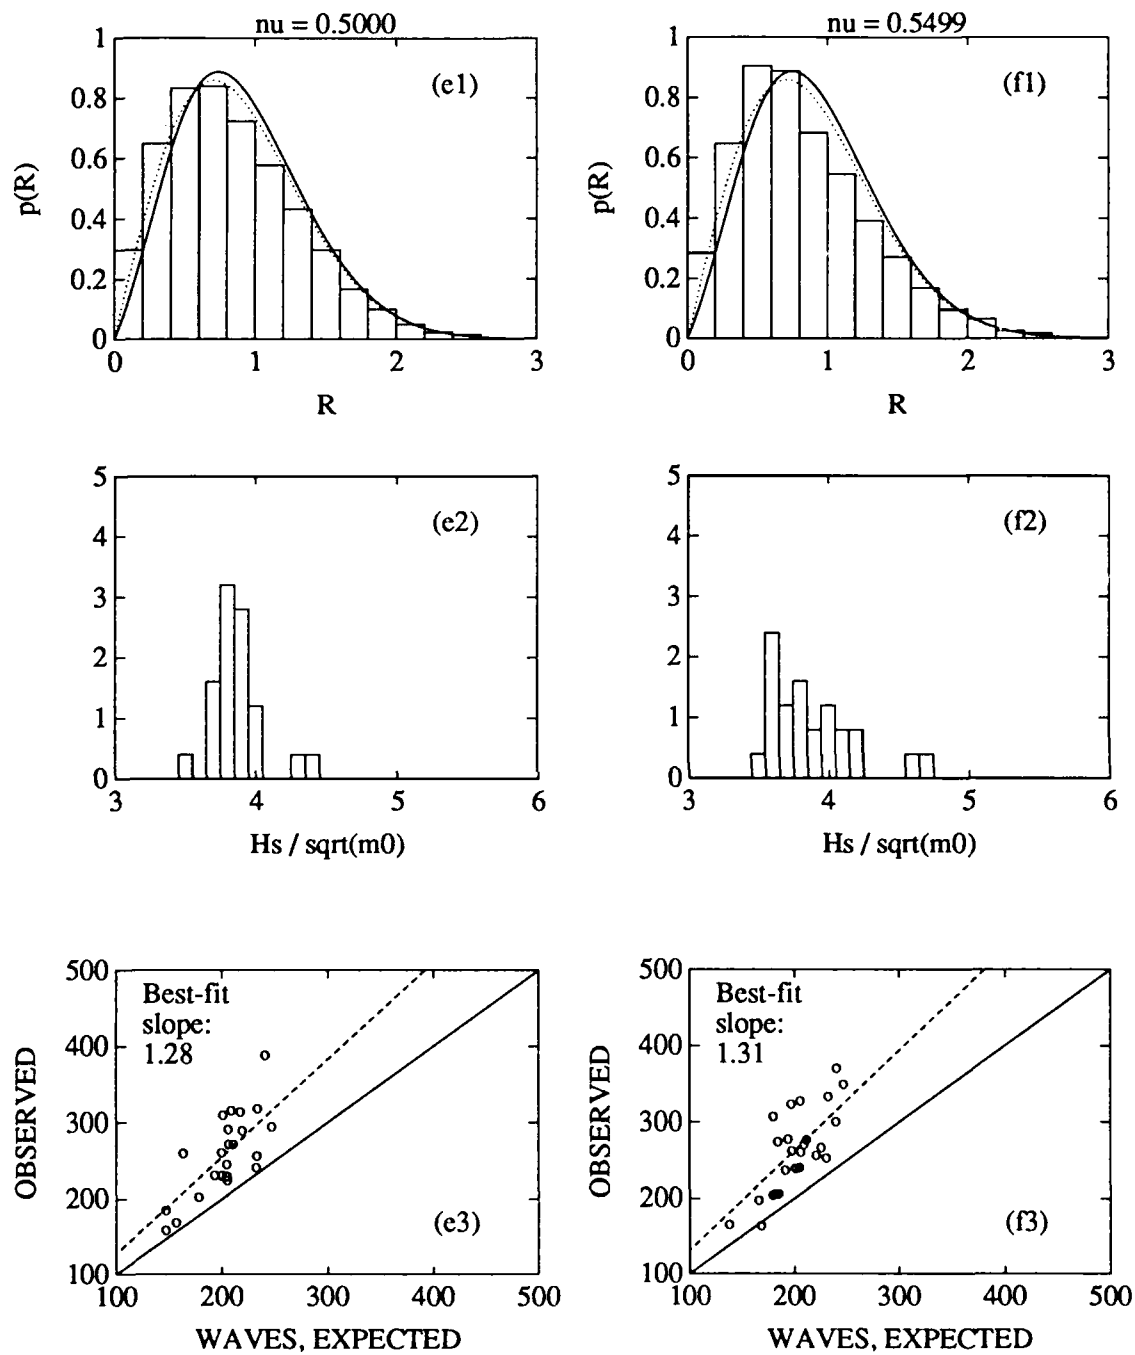 nu = 0.5000
1
0.8
0.6
0.4
0.2
0
p(R)
(e1)
0
1
2
3
R
nu = 0.5499
1
0.8
0.6
0.4
0.2
0
p(R)
(f1)
0
1
2
3
R
5
4
3
2
1
0
(e2)
3
4
5
6
Hs / sqrt(m0)
5
4
3
2
1
0
(f2)
3
4
5
6
Hs / sqrt(m0)
500
400
300
200
100
OBSERVED
Best-fit
slope:
1.28
(e3)
100
200
300
400
500
WAVES, EXPECTED
500
400
300
200
100
OBSERVED
Best-fit
slope:
1.31
(f3)
100
200
300
400
500
WAVES, EXPECTED